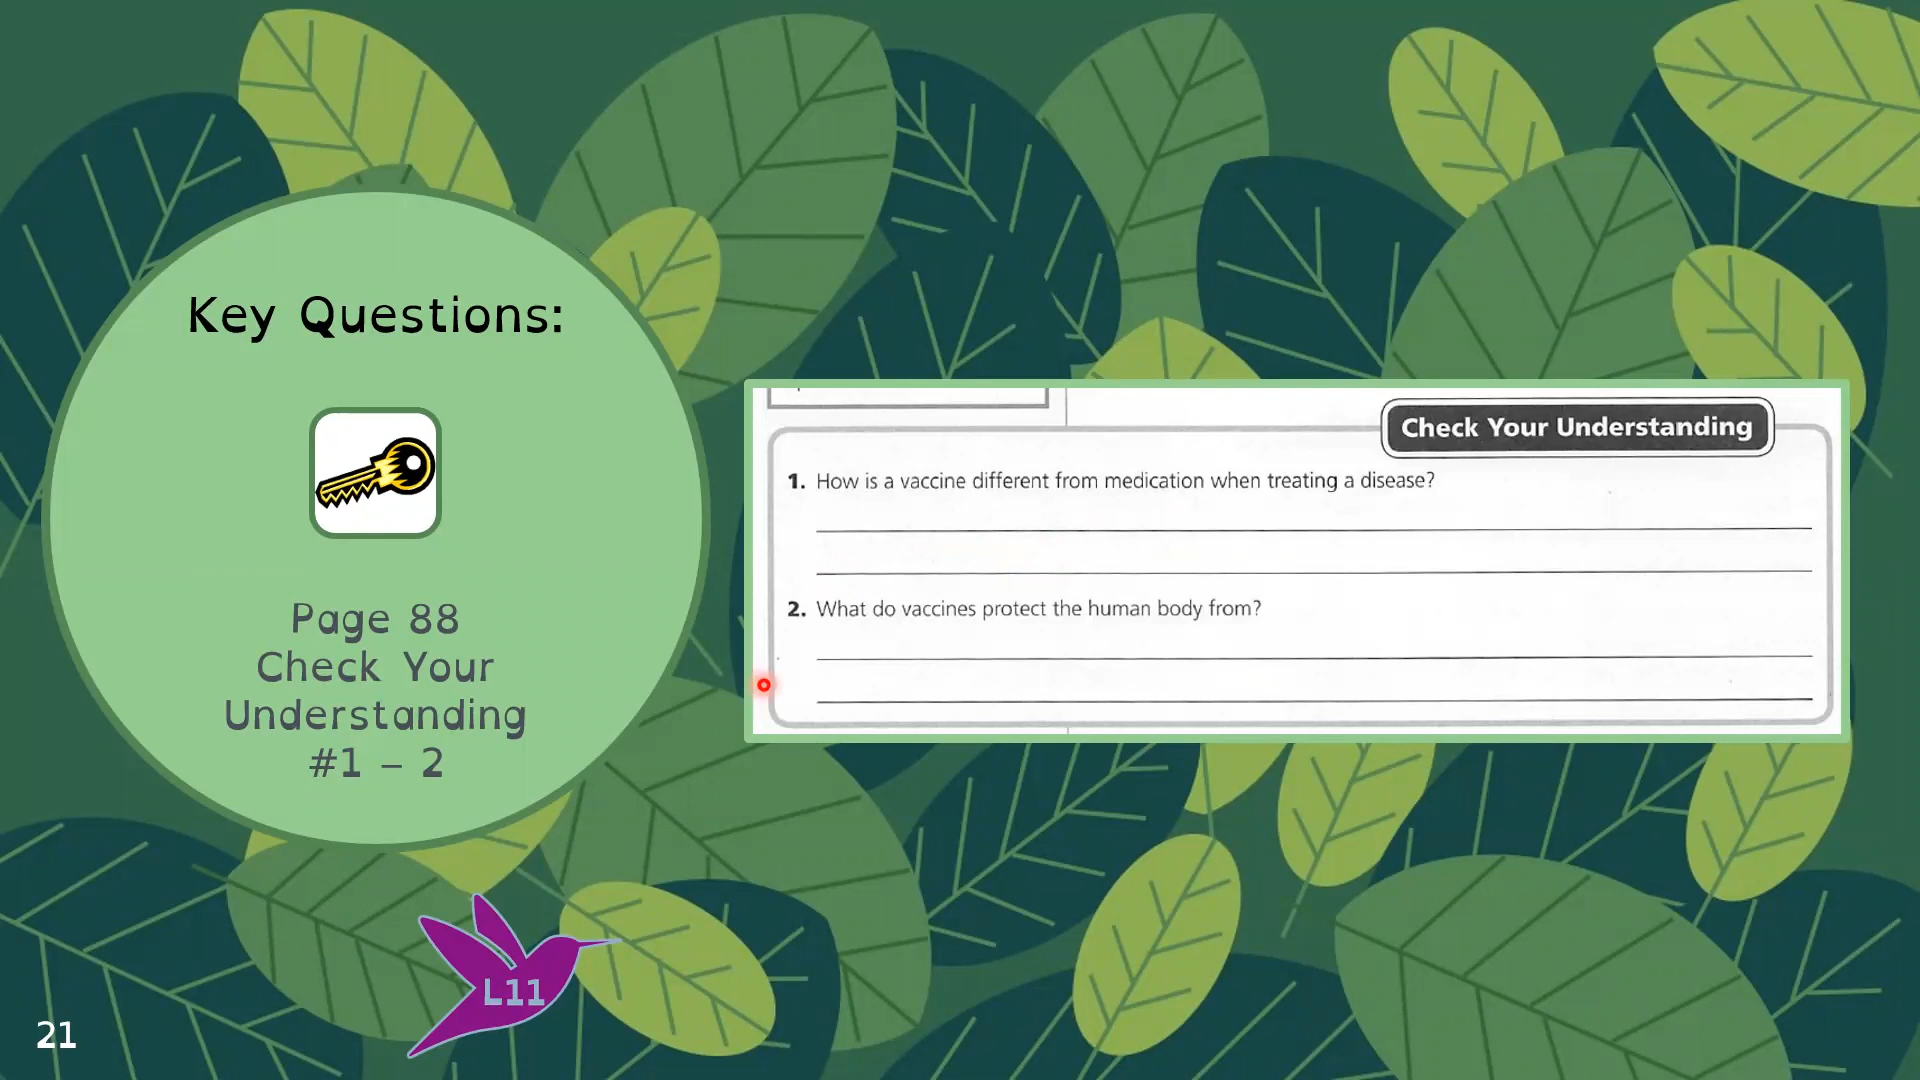 Key Questions:
Page 88
Check Your
Understanding
#1 – 2
Check Your Understanding
1. How is a vaccine different from medication when treating a disease?
2. What do vaccines protect the human body from?
L11
21